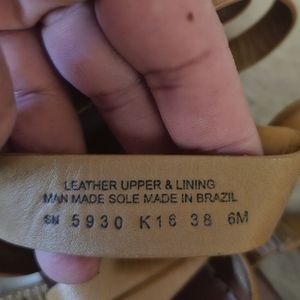 LEATHER UPPER & LINING
MAN MADE SOLE MADE IN BRAZIL
SN 5930 K16 38 6M